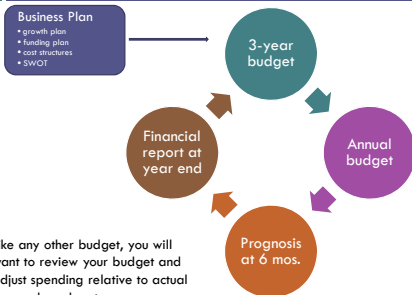 Business Plan
• growth plan
• funding plan
• cost structures
• SWOT
3-year
budget
Financial
report at
year end
Annual
budget
Prognosis
at 6 mos.
ke any other budget, you will
ant to review your budget and
djust spending relative to actual